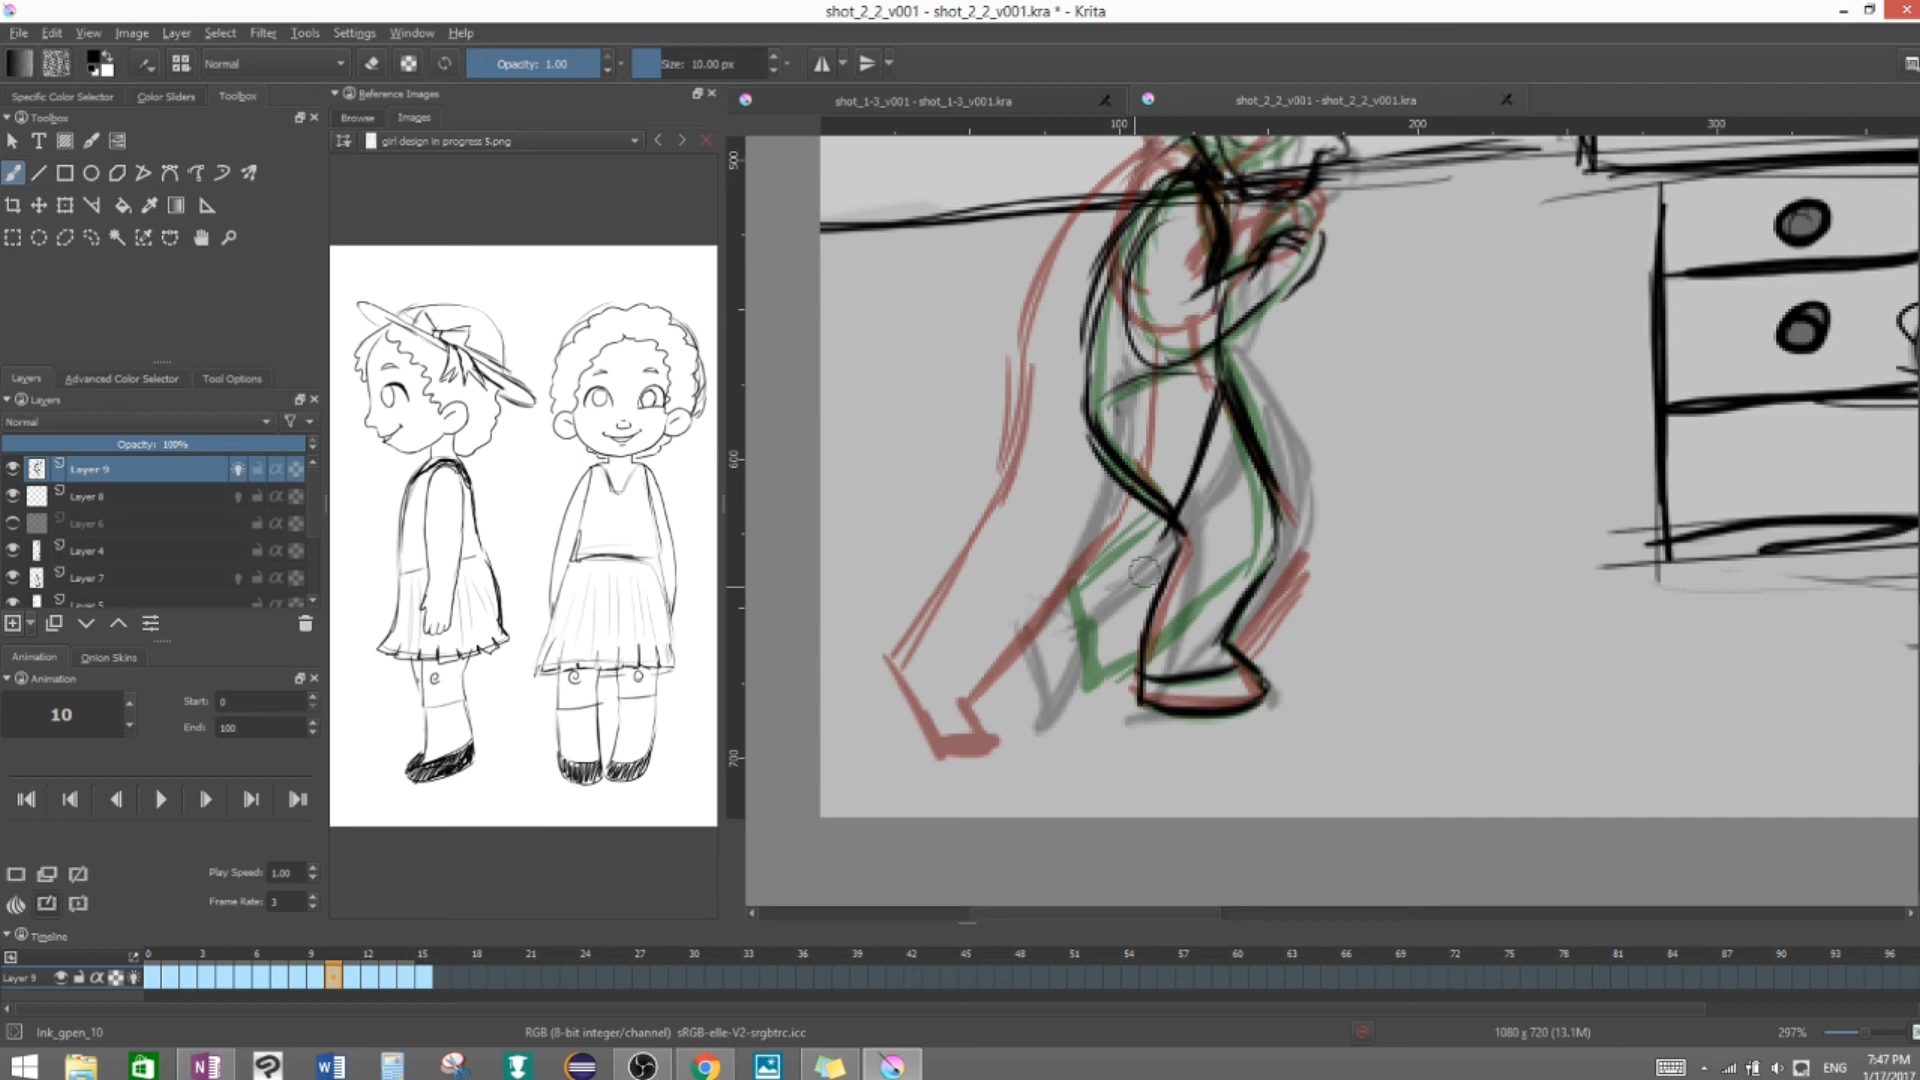 shot_2_2_v001 - shot_2_2_v001.kra * - Krita
File Edit View Image Layer Select Filter Tools Settings Window Help
Normal Opacity: 1.00 Size: 10.00 px
Specific Color Selector Color Sliders Toolbox
Toolbox
Reference Images
Browse Images
girl design in progress 5.png
shot_1-3_v001 - shot_1-3_v001.kra
shot_2_2_v001 - shot_2_2_v001.kra
100 200 300
500
600
700
Layers Advanced Color Selector Tool Options
Layers
Normal
Opacity: 100%
Layer 9
Layer 8
Layer 6
Layer 4
Layer 7
Layer 5
Animation Onion Skins
Animation
10
Start: 0
End: 100
Play Speed: 1.00
Frame Rate: 3
Timeline
0 3 6 9 12 15 18 21 24 27 30 33 36 39 42 45 48 51 54 57 60 63 66 69 72 75 78 81 84 87 90 93 96
Layer 9
Ink_gpen_10
RGB (8-bit integer/channel) sRGB-elle-V2-srgbtrc.icc
1080 x 720 (13.1M)
297%
ENG
7:47 PM
1/17/2017